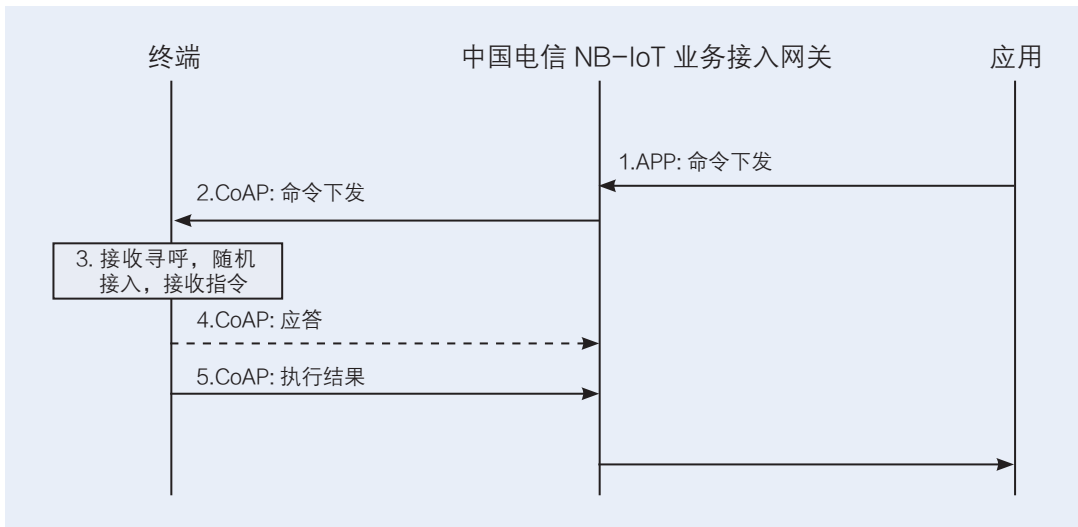 终端
中国电信 NB-IoT 业务接入网关
应用
1.APP: 命令下发
2.CoAP: 命令下发
3. 接收寻呼，随机
接入，接收指令
4.CoAP: 应答
5.CoAP: 执行结果